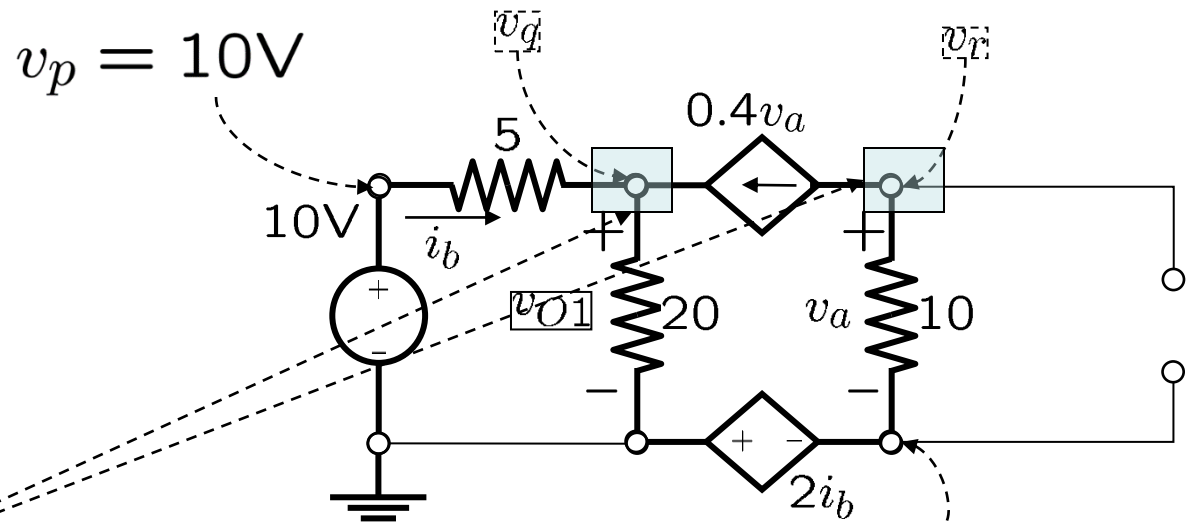 v_q
v_r
v_p = 10V
0.4v_a
5
10V
+
+
i_b
+
v_O1
20
v_a
10
-
-
-
+ -
2i_b